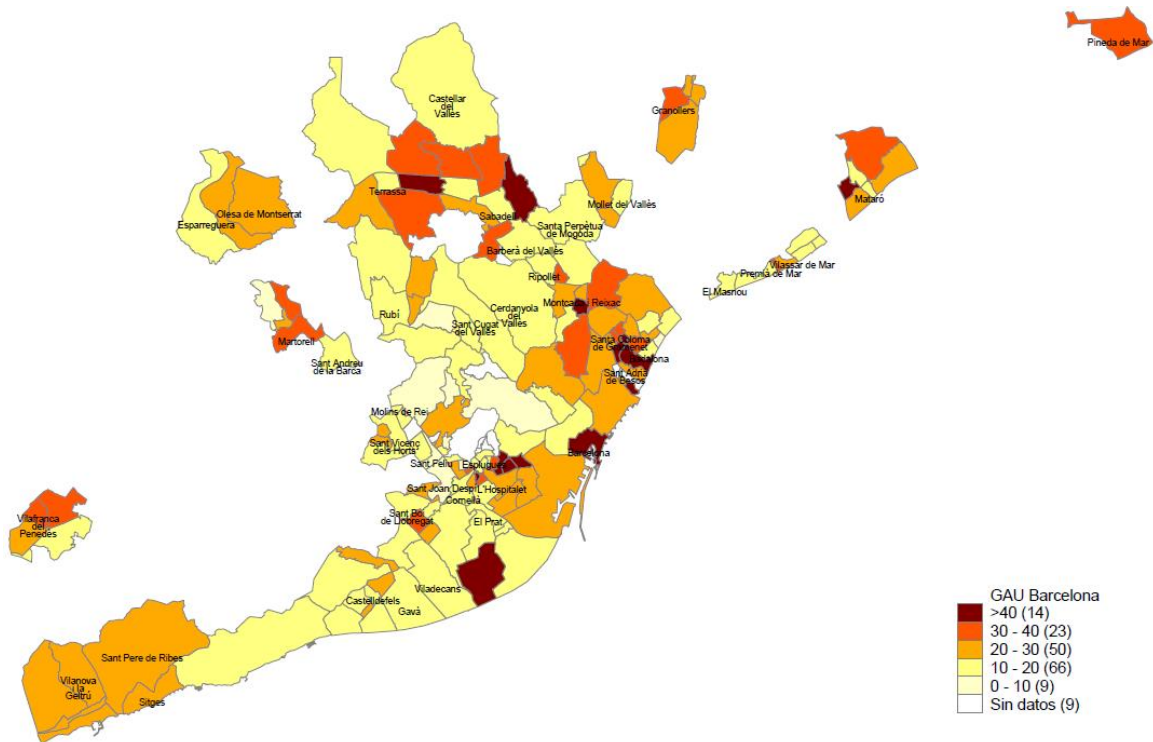 Pineda de Mar
Castellar
del
Vallès
Granollers
Terrassa
Mollet del Vallès
Mataró
Olesa de Montserrat
Esparreguera
Sabadell
Santa Perpètua
de Mogoda
Barberà del Vallès
Vilassar de Mar
Premià de Mar
Ripollet
El Masnou
Montcada i Reixac
Rubí
Cerdanyola
del
Vallès
Sant Cugat
del Vallès
Martorell
Santa Coloma
de Gramenet
Badalona
Sant Andreu
de la Barca
Sant Adrià
de Besòs
Molins de Rei
Sant Vicenç
dels Horts
Barcelona
Sant Feliu
Esplugues
Sant Joan Despí
L'Hospitalet
Cornellà
Sant Boi
de Llobregat
El Prat
Vilafranca
del
Penedès
Viladecans
Castelldefels
Gavà
Sant Pere de Ribes
Vilanova
i la
Geltrú
Sitges
GAU Barcelona
>40 (14)
30 - 40 (23)
20 - 30 (50)
10 - 20 (66)
0 - 10 (9)
Sin datos (9)